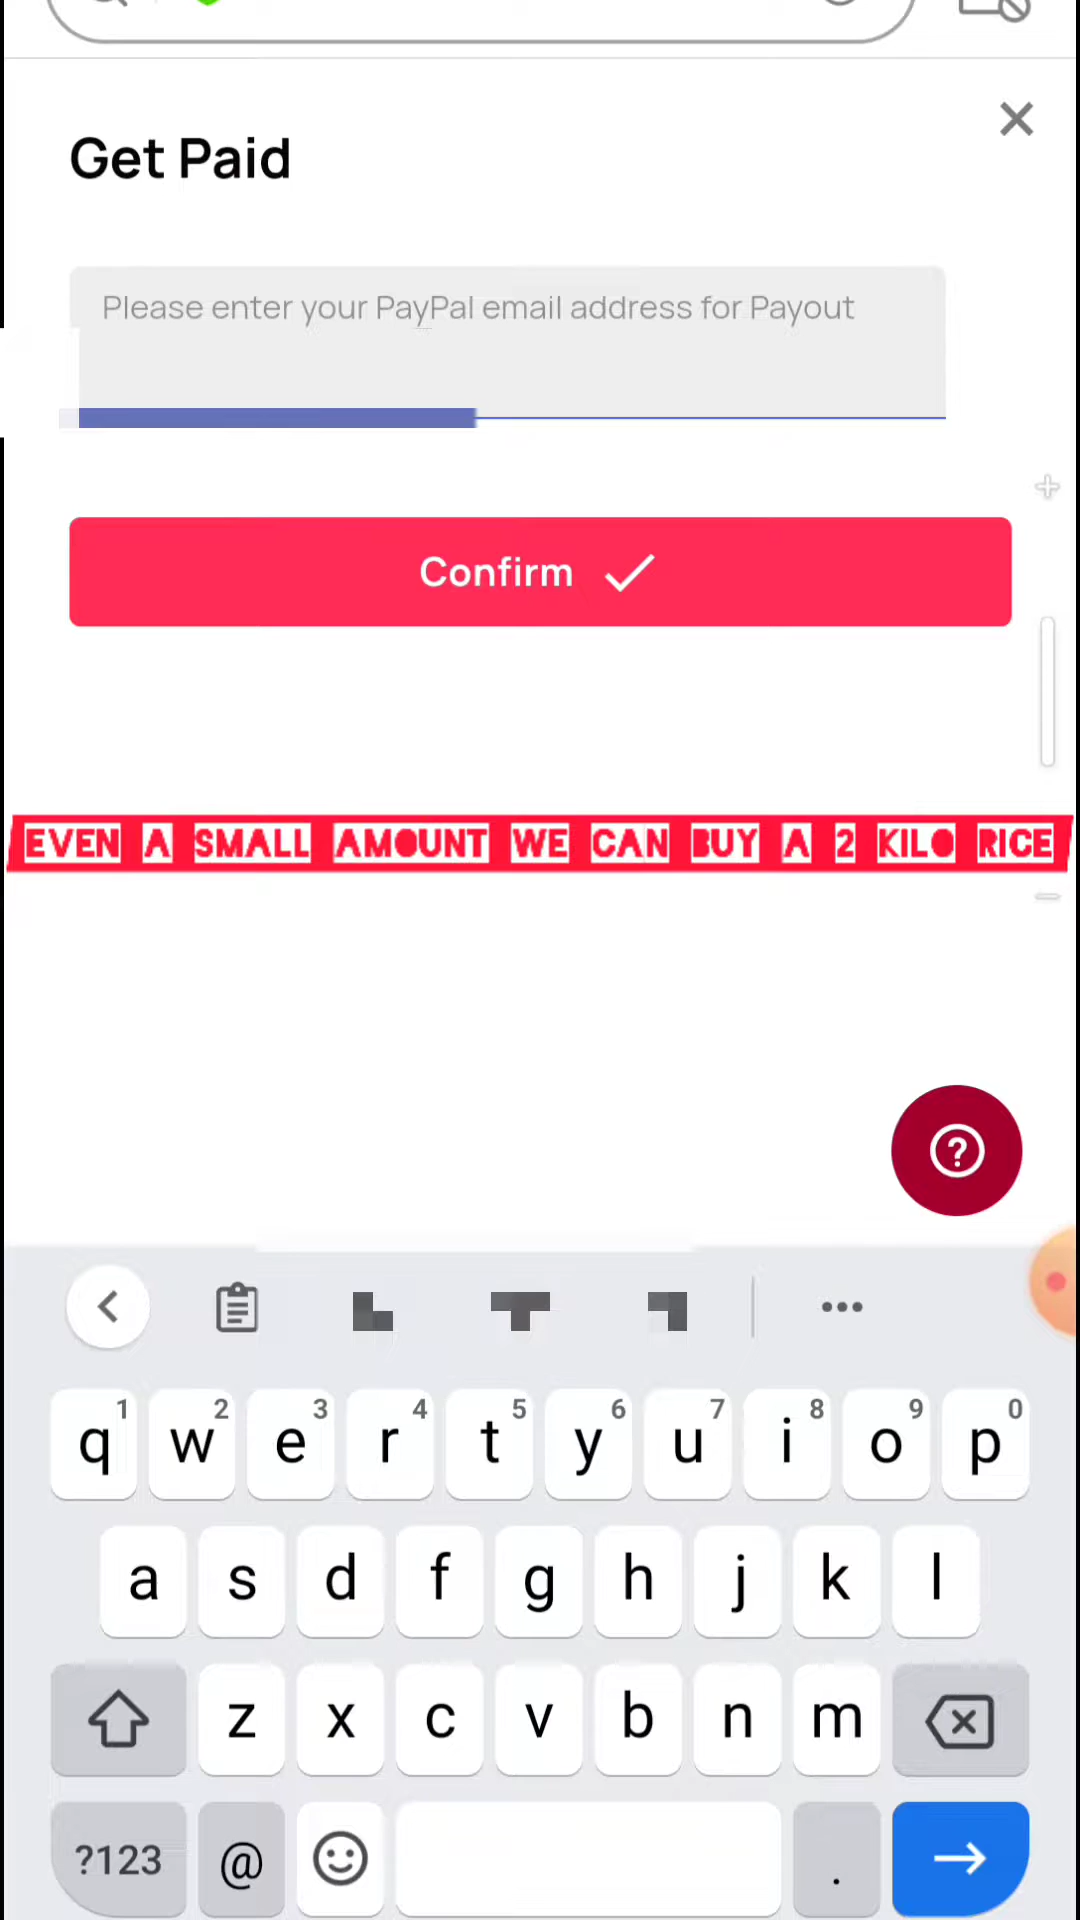 Get Paid
Please enter your PayPal email address for Payout
Confirm
EVEN A SMALL AMOUNT WE CAN BUY A 2 KILO RICE
1 2 3 4 5 6 7 8 9 0
q w e r t y u i o p
a s d f g h j k l
z x c v b n m
?123 @ .